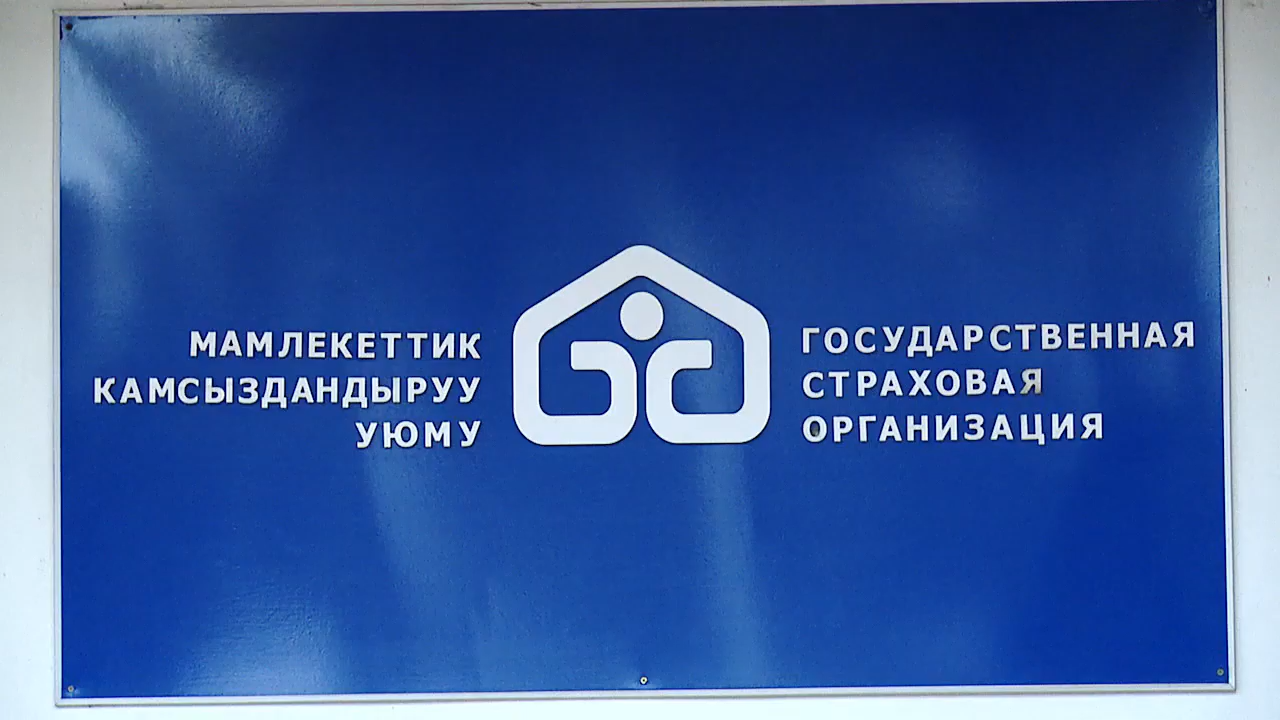 МАМЛЕКЕТТИК
КАМСЫЗДАНДЫРУУ
УЮМУ
ГОСУДАРСТВЕННАЯ
СТРАХОВАЯ
ОРГАНИЗАЦИЯ